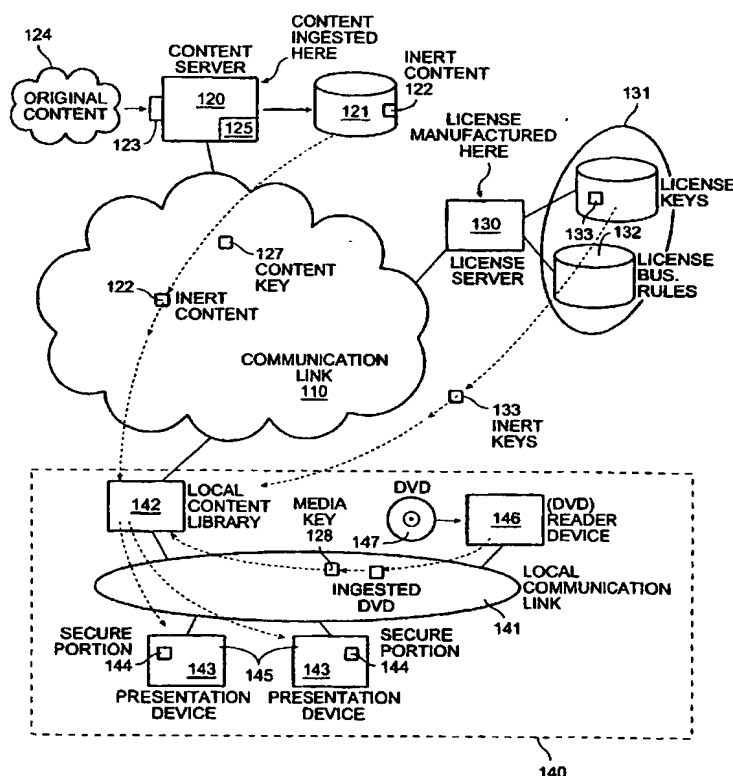 124
ORIGINAL
CONTENT
123
CONTENT
SERVER
120
125
CONTENT
INGESTED
HERE
121
INERT
CONTENT
122
LICENSE
MANUFACTURED
HERE
130
LICENSE
SERVER
131
133
LICENSE
KEYS
132
LICENSE
BUS.
RULES
127
CONTENT
KEY
122
INERT
CONTENT
COMMUNICATION
LINK
110
133
INERT
KEYS
142
LOCAL
CONTENT
LIBRARY
MEDIA
KEY
128
DVD
147
146
(DVD)
READER
DEVICE
INGESTED
DVD
LOCAL
COMMUNICATION
LINK
141
SECURE
PORTION
144
143
PRESENTATION
DEVICE
145
143
PRESENTATION
DEVICE
SECURE
PORTION
144
140